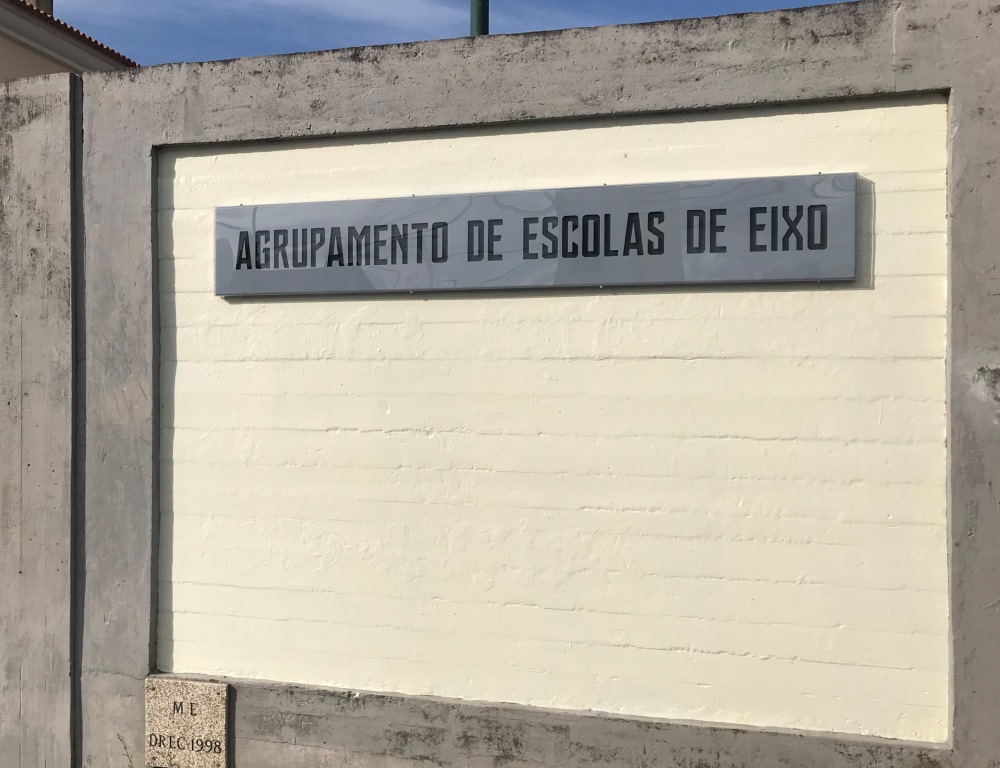 AGRUPAMENTO DE ESCOLAS DE EIXO
M E
DREC 1998